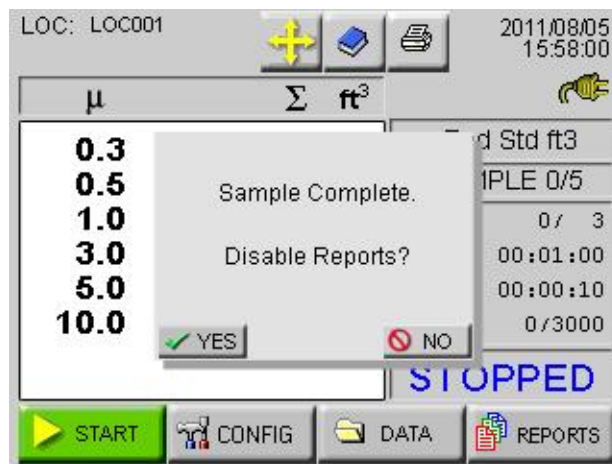 LOC: LOC001
2011/08/05
15:58:00
µ Σ ft³
d Std ft3
0.3
0.5
1.0
3.0
5.0
10.0
Sample Complete.
Disable Reports?
YES
NO
MPLE 0/5
0/ 3
00:01:00
00:00:10
0/3000
STOPPED
START
CONFIG
DATA
REPORTS